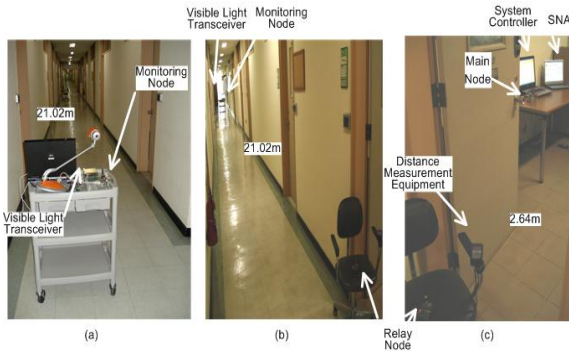 Visible Light
Transceiver
Monitoring
Node
System
Controller
SNA
Monitoring
Node
Main
Node
21.02m
21.02m
Distance
Measurement
Equipment
Visible Light
Transceiver
2.64m
(a)
(b)
Relay
Node
(c)